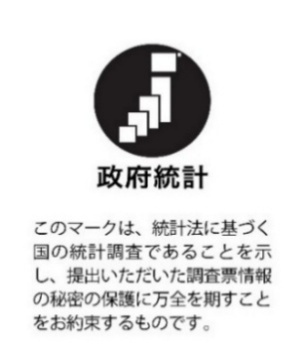 政府統計
このマークは、統計法に基づく
国の統計調査であることを示
し、提出いただいた調査票情報
の秘密の保護に万全を期すこと
をお約束するものです。